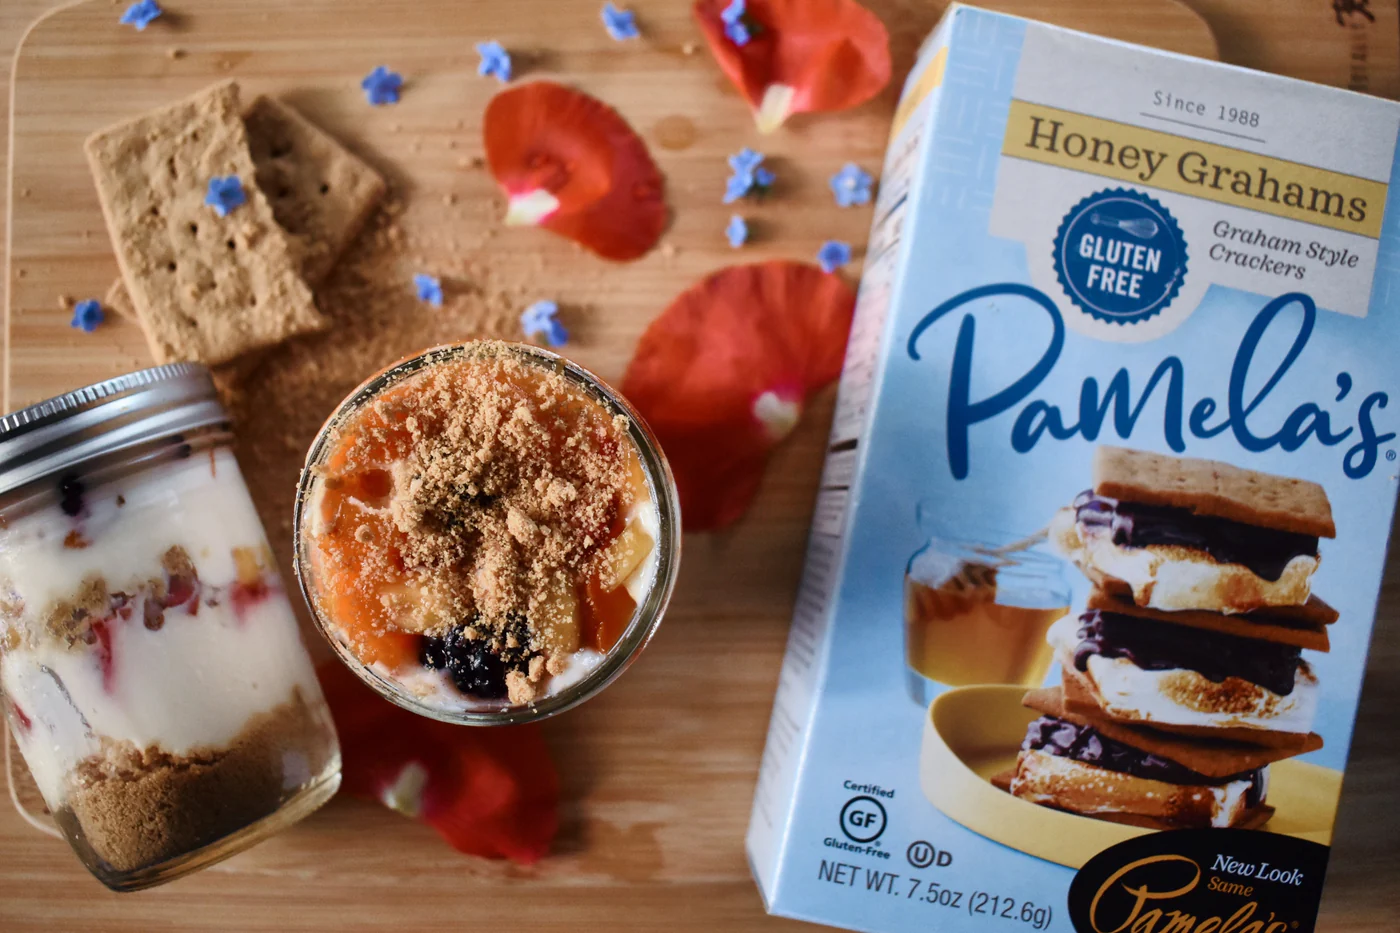 Since 1988
Honey Grahams
GLUTEN
FREE
Graham Style
Crackers
Pamela's®
Certified
GF
Gluten-Free
UD
NET WT. 7.5oz (212.6g)
New Look
Same
Pamela's®